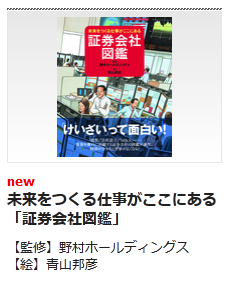 未来をつくる仕事がここにある
証券会社
図鑑
けいざいって面白い!
new
未来をつくる仕事がここにある
「証券会社図鑑」
【監修】野村ホールディングス
【絵】青山邦彦